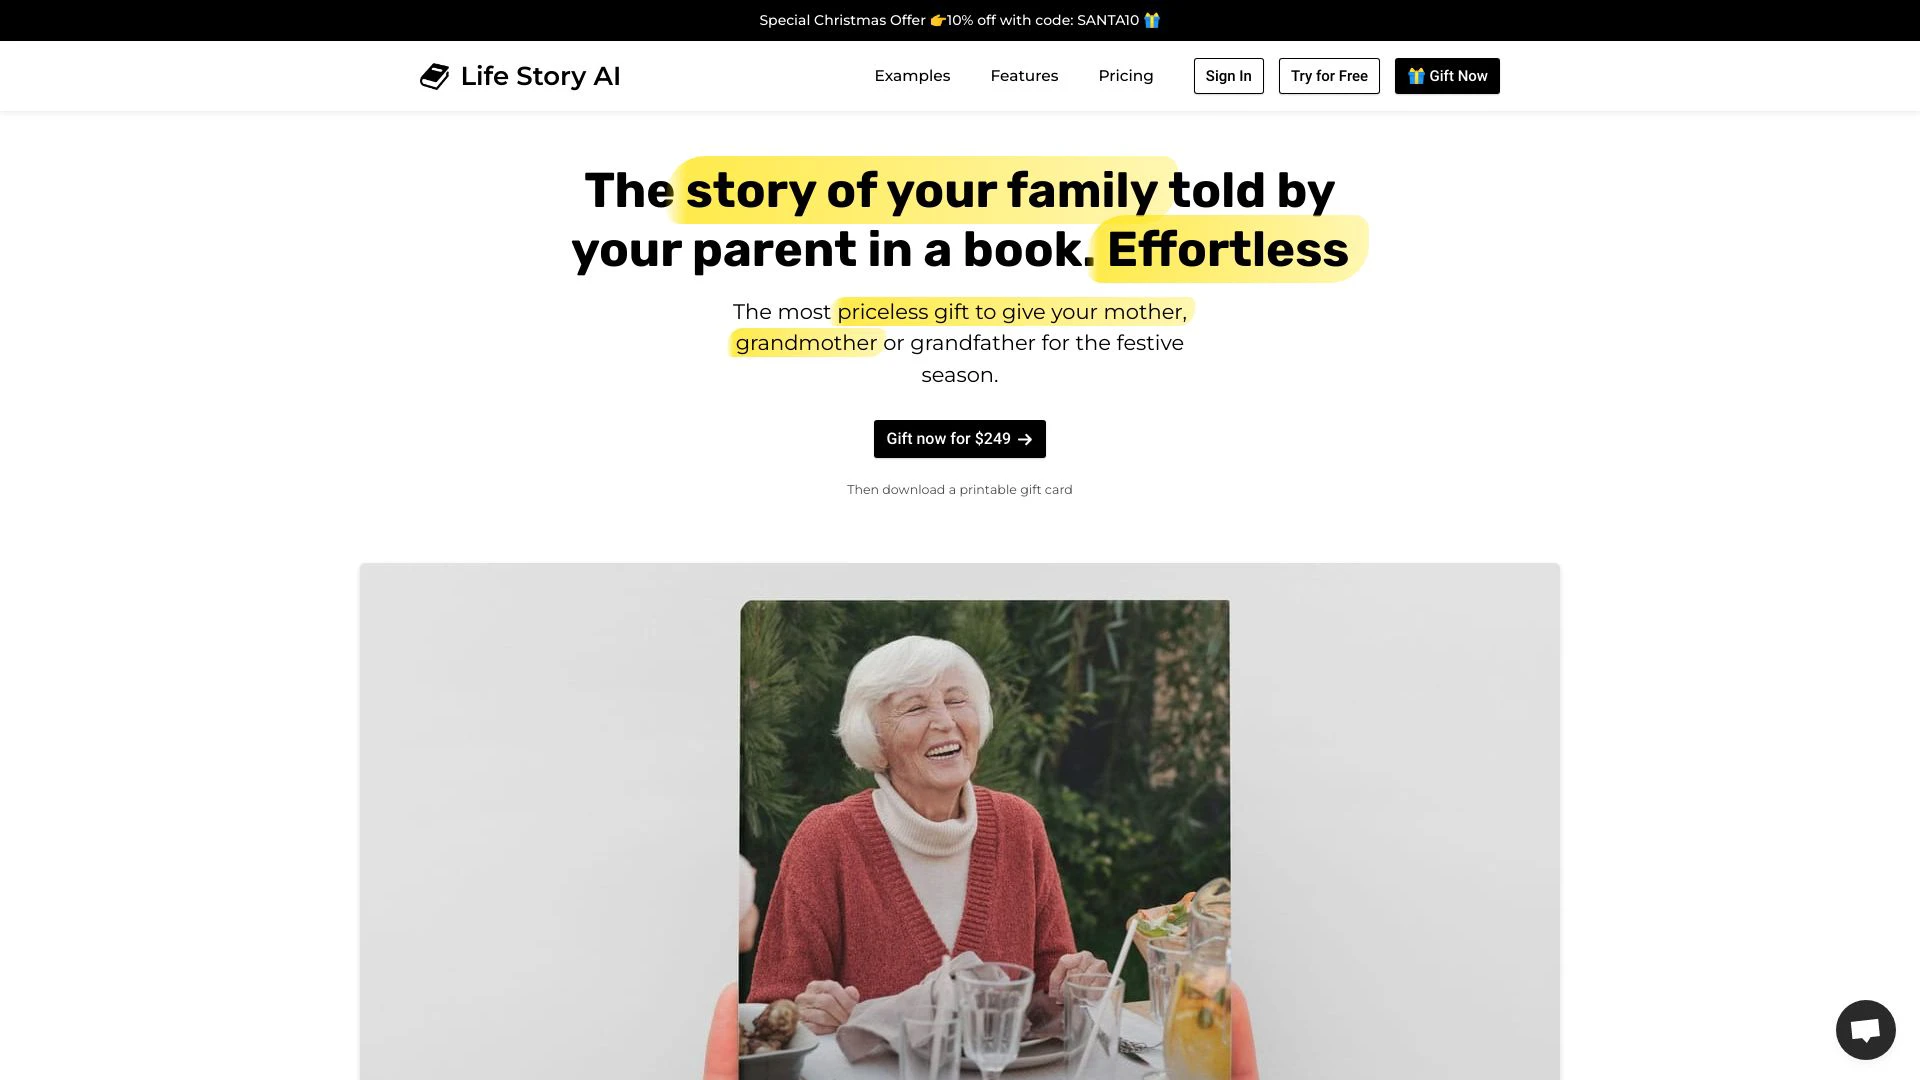 Special Christmas Offer 👉10% off with code: SANTA10 🎁
Life Story AI
Examples
Features
Pricing
Sign In
Try for Free
🎁 Gift Now
The story of your family told by
your parent in a book. Effortless
The most priceless gift to give your mother,
grandmother or grandfather for the festive
season.
Gift now for $249 →
Then download a printable gift card